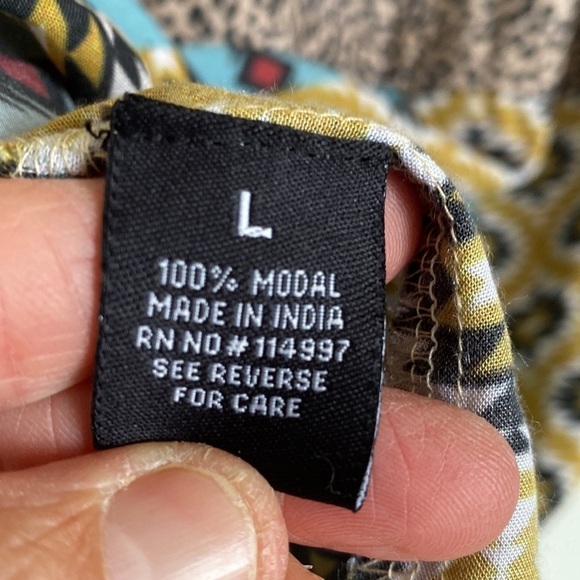 L
100% MODAL
MADE IN INDIA
RN NO # 114997
SEE REVERSE
FOR CARE